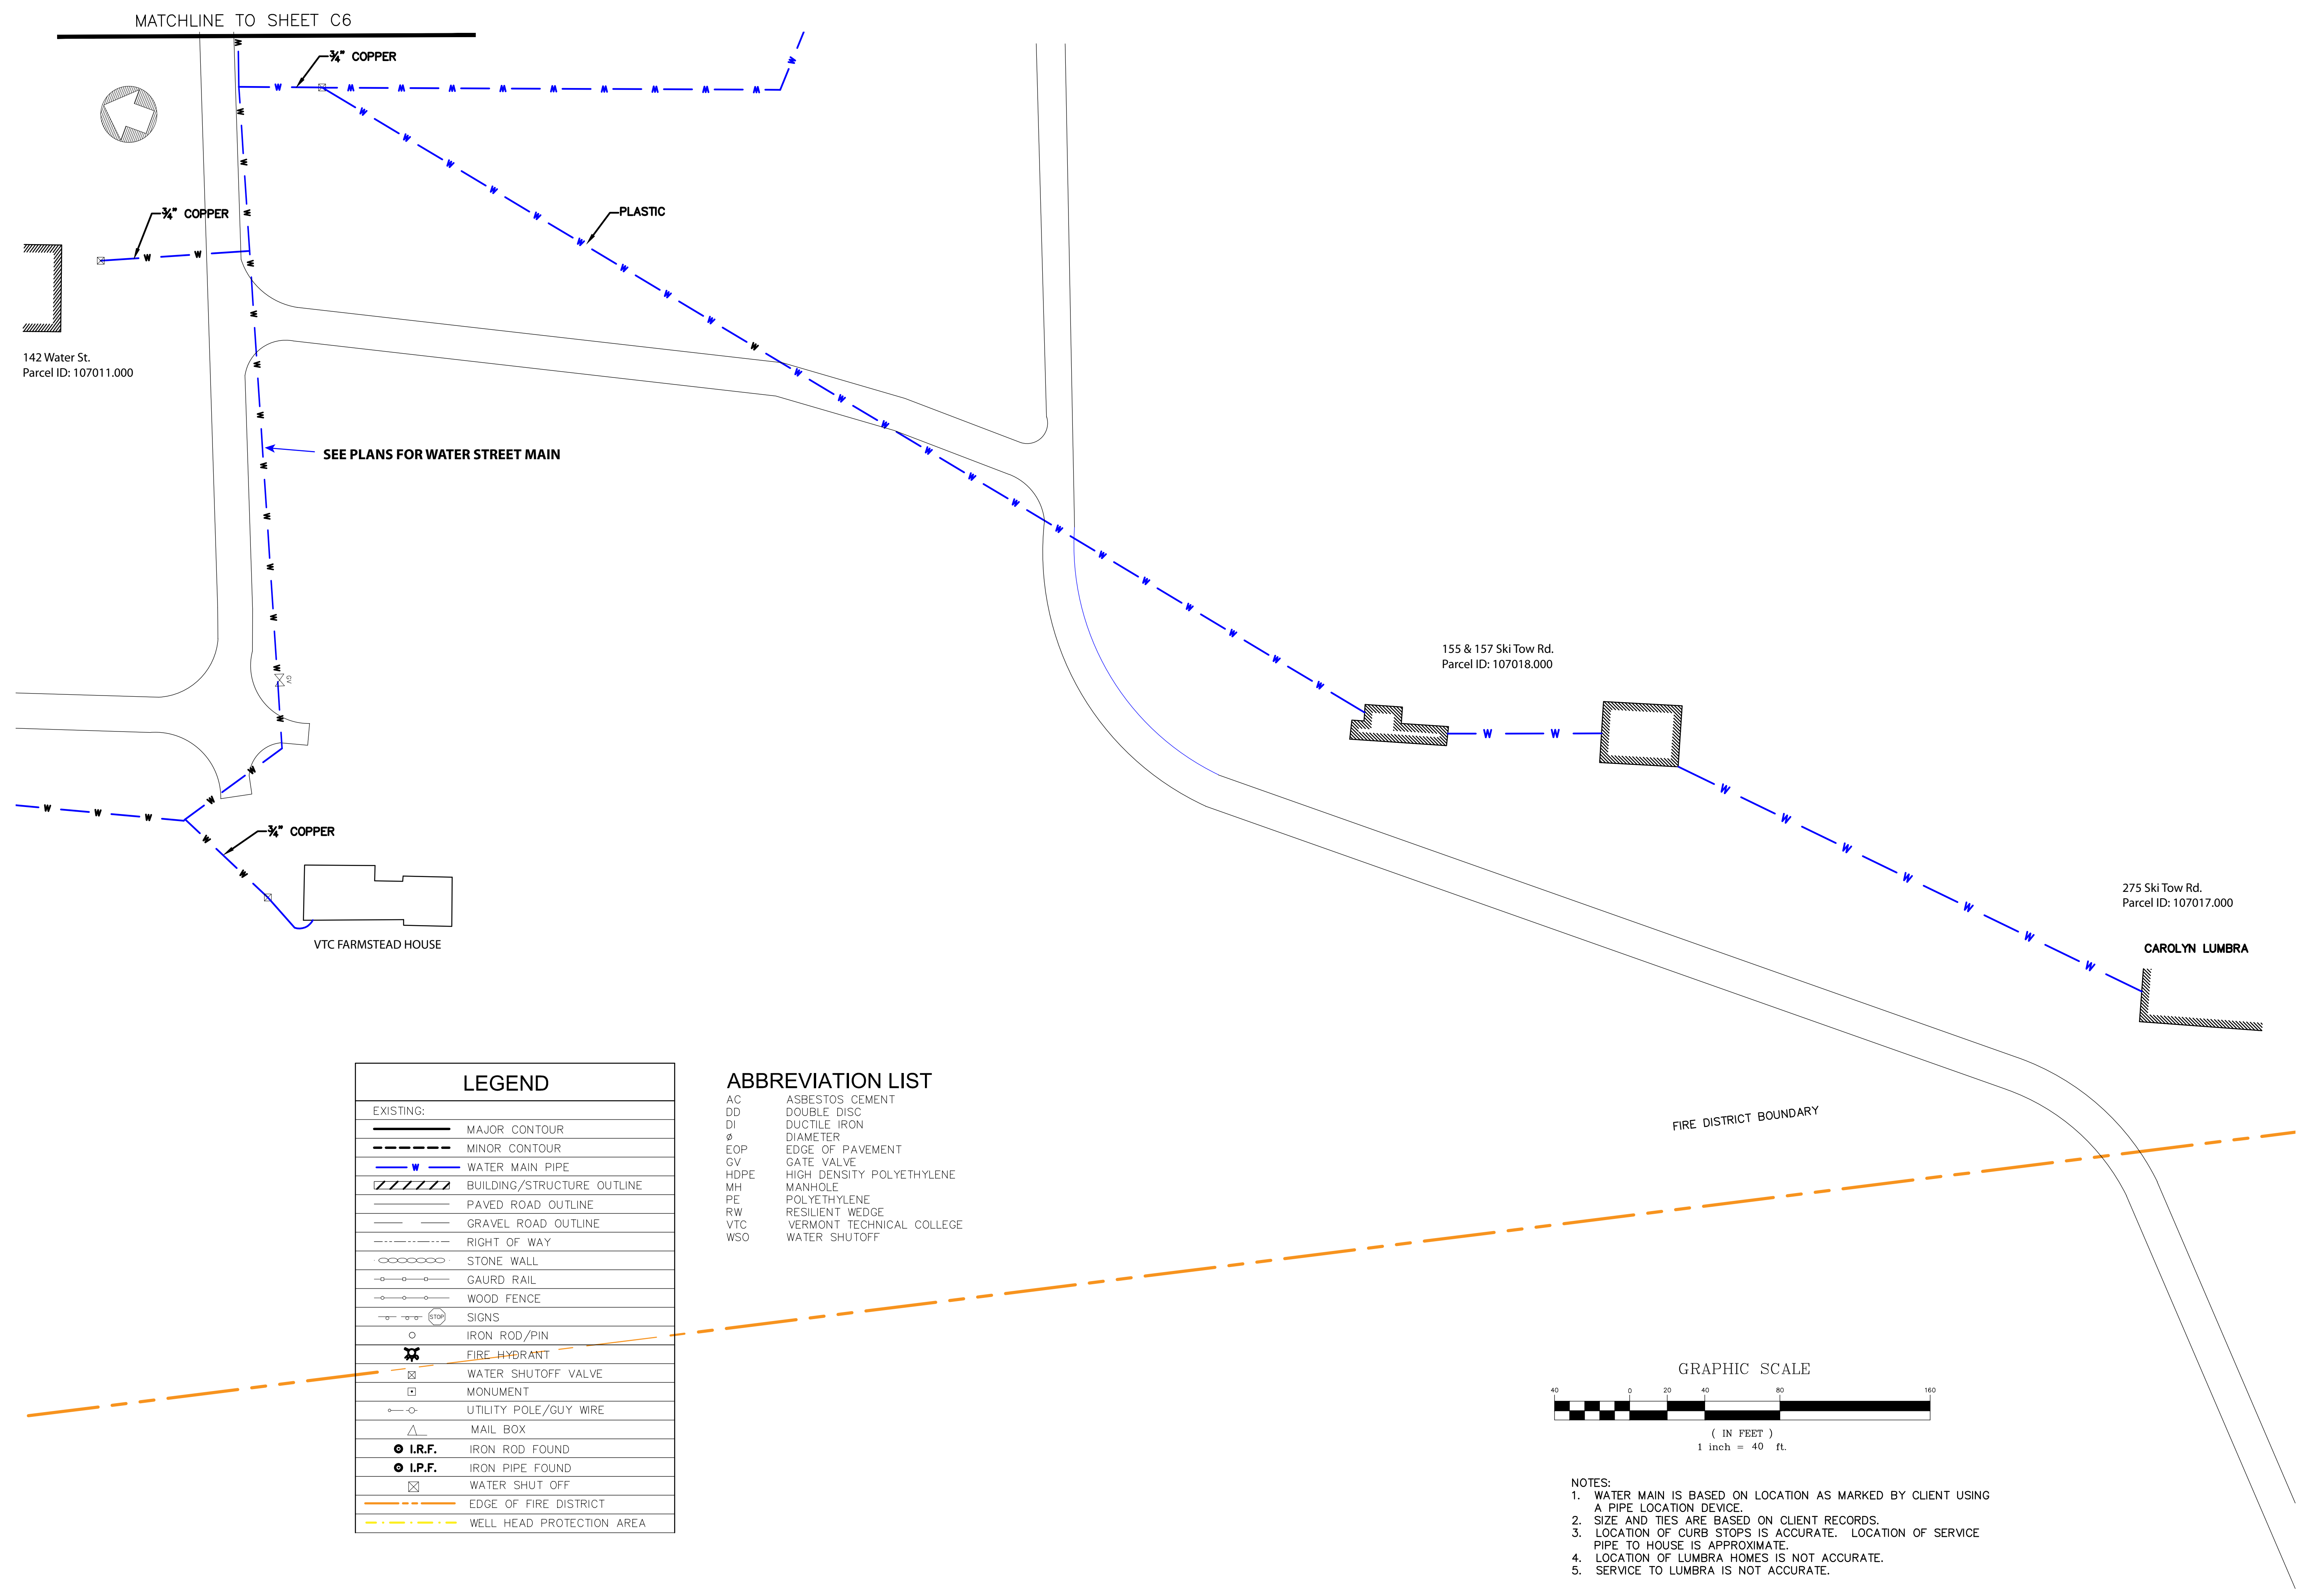 MATCHLINE TO SHEET C6
¾" COPPER
¾" COPPER
PLASTIC
142 Water St.
Parcel ID: 107011.000
SEE PLANS FOR WATER STREET MAIN
GV
155 & 157 Ski Tow Rd.
Parcel ID: 107018.000
¾" COPPER
VTC FARMSTEAD HOUSE
275 Ski Tow Rd.
Parcel ID: 107017.000
CAROLYN LUMBRA
FIRE DISTRICT BOUNDARY
LEGEND
EXISTING:
MAJOR CONTOUR
MINOR CONTOUR
W WATER MAIN PIPE
BUILDING/STRUCTURE OUTLINE
PAVED ROAD OUTLINE
GRAVEL ROAD OUTLINE
RIGHT OF WAY
STONE WALL
GAURD RAIL
WOOD FENCE
STOP SIGNS
IRON ROD/PIN
FIRE HYDRANT
WATER SHUTOFF VALVE
MONUMENT
UTILITY POLE/GUY WIRE
MAIL BOX
I.R.F. IRON ROD FOUND
I.P.F. IRON PIPE FOUND
WATER SHUT OFF
EDGE OF FIRE DISTRICT
WELL HEAD PROTECTION AREA
ABBREVIATION LIST
AC ASBESTOS CEMENT
DD DOUBLE DISC
DI DUCTILE IRON
Ø DIAMETER
EOP EDGE OF PAVEMENT
GV GATE VALVE
HDPE HIGH DENSITY POLYETHYLENE
MH MANHOLE
PE POLYETHYLENE
RW RESILIENT WEDGE
VTC VERMONT TECHNICAL COLLEGE
WSO WATER SHUTOFF
GRAPHIC SCALE
40 0 20 40 80 160
( IN FEET )
1 inch = 40 ft.
NOTES:
1. WATER MAIN IS BASED ON LOCATION AS MARKED BY CLIENT USING
A PIPE LOCATION DEVICE.
2. SIZE AND TIES ARE BASED ON CLIENT RECORDS.
3. LOCATION OF CURB STOPS IS ACCURATE. LOCATION OF SERVICE
PIPE TO HOUSE IS APPROXIMATE.
4. LOCATION OF LUMBRA HOMES IS NOT ACCURATE.
5. SERVICE TO LUMBRA IS NOT ACCURATE.